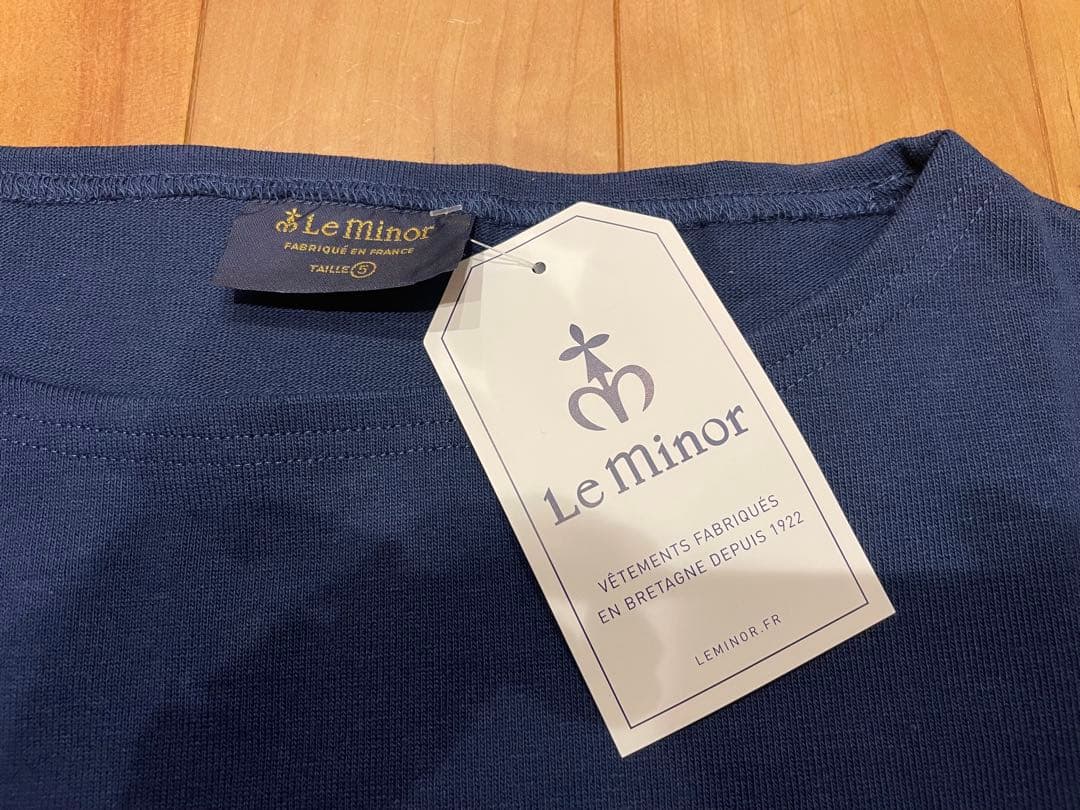 Le Minor
FABRIQUÉ EN FRANCE
TAILLE 5
Le Minor
VÊTEMENTS FABRIQUÉS
EN BRETAGNE DEPUIS 1922
LEMINOR.FR